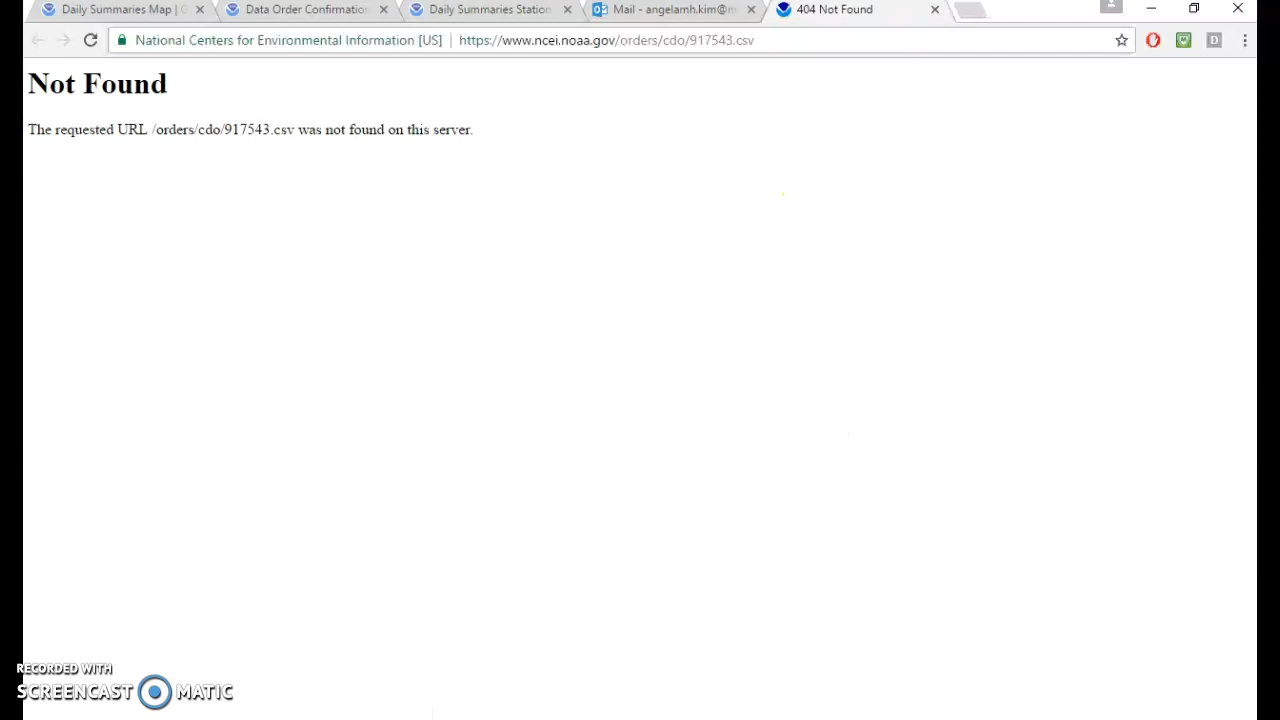 Daily Summaries Map |
Data Order Confirmation
Daily Summaries Station
Mail - angelamh.kim@m
404 Not Found
National Centers for Environmental Information [US]
https://www.ncei.noaa.gov/orders/cdo/917543.csv
D
Not Found
The requested URL /orders/cdo/917543.csv was not found on this server.
RECORDED WITH
SCREENCAST MATIC